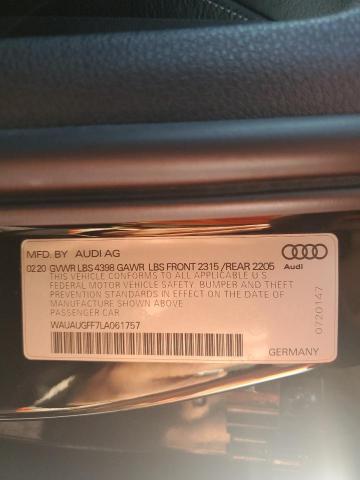 MFD. BY AUDI AG
0220 GVWR LBS 4398 GAWR LBS FRONT 2315 /REAR 2205
THIS VEHICLE CONFORMS TO ALL APPLICABLE U S
FEDERAL MOTOR VEHICLE SAFETY, BUMPER AND THEFT
PREVENTION STANDARDS IN EFFECT ON THE DATE
OF MANUFACTURE SHOWN ABOVE
PASSENGER CAR
WAUAUGFF7LA061757
Audi
0720147
GERMANY